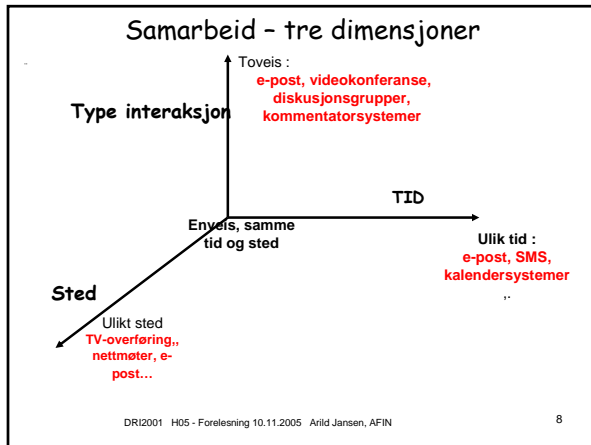 Samarbeid – tre dimensjoner
Toveis :
e-post, videokonferanse,
diskusjonsgrupper,
kommentatorsystemer
Type interaksjon
TID
Enveis, samme
tid og sted
Ulik tid :
e-post, SMS,
kalendersystemer
,.
Sted
Ulikt sted
TV-overføring,,
nettmøter, e-
post…
DRI2001 H05 - Forelesning 10.11.2005 Arild Jansen, AFIN
8